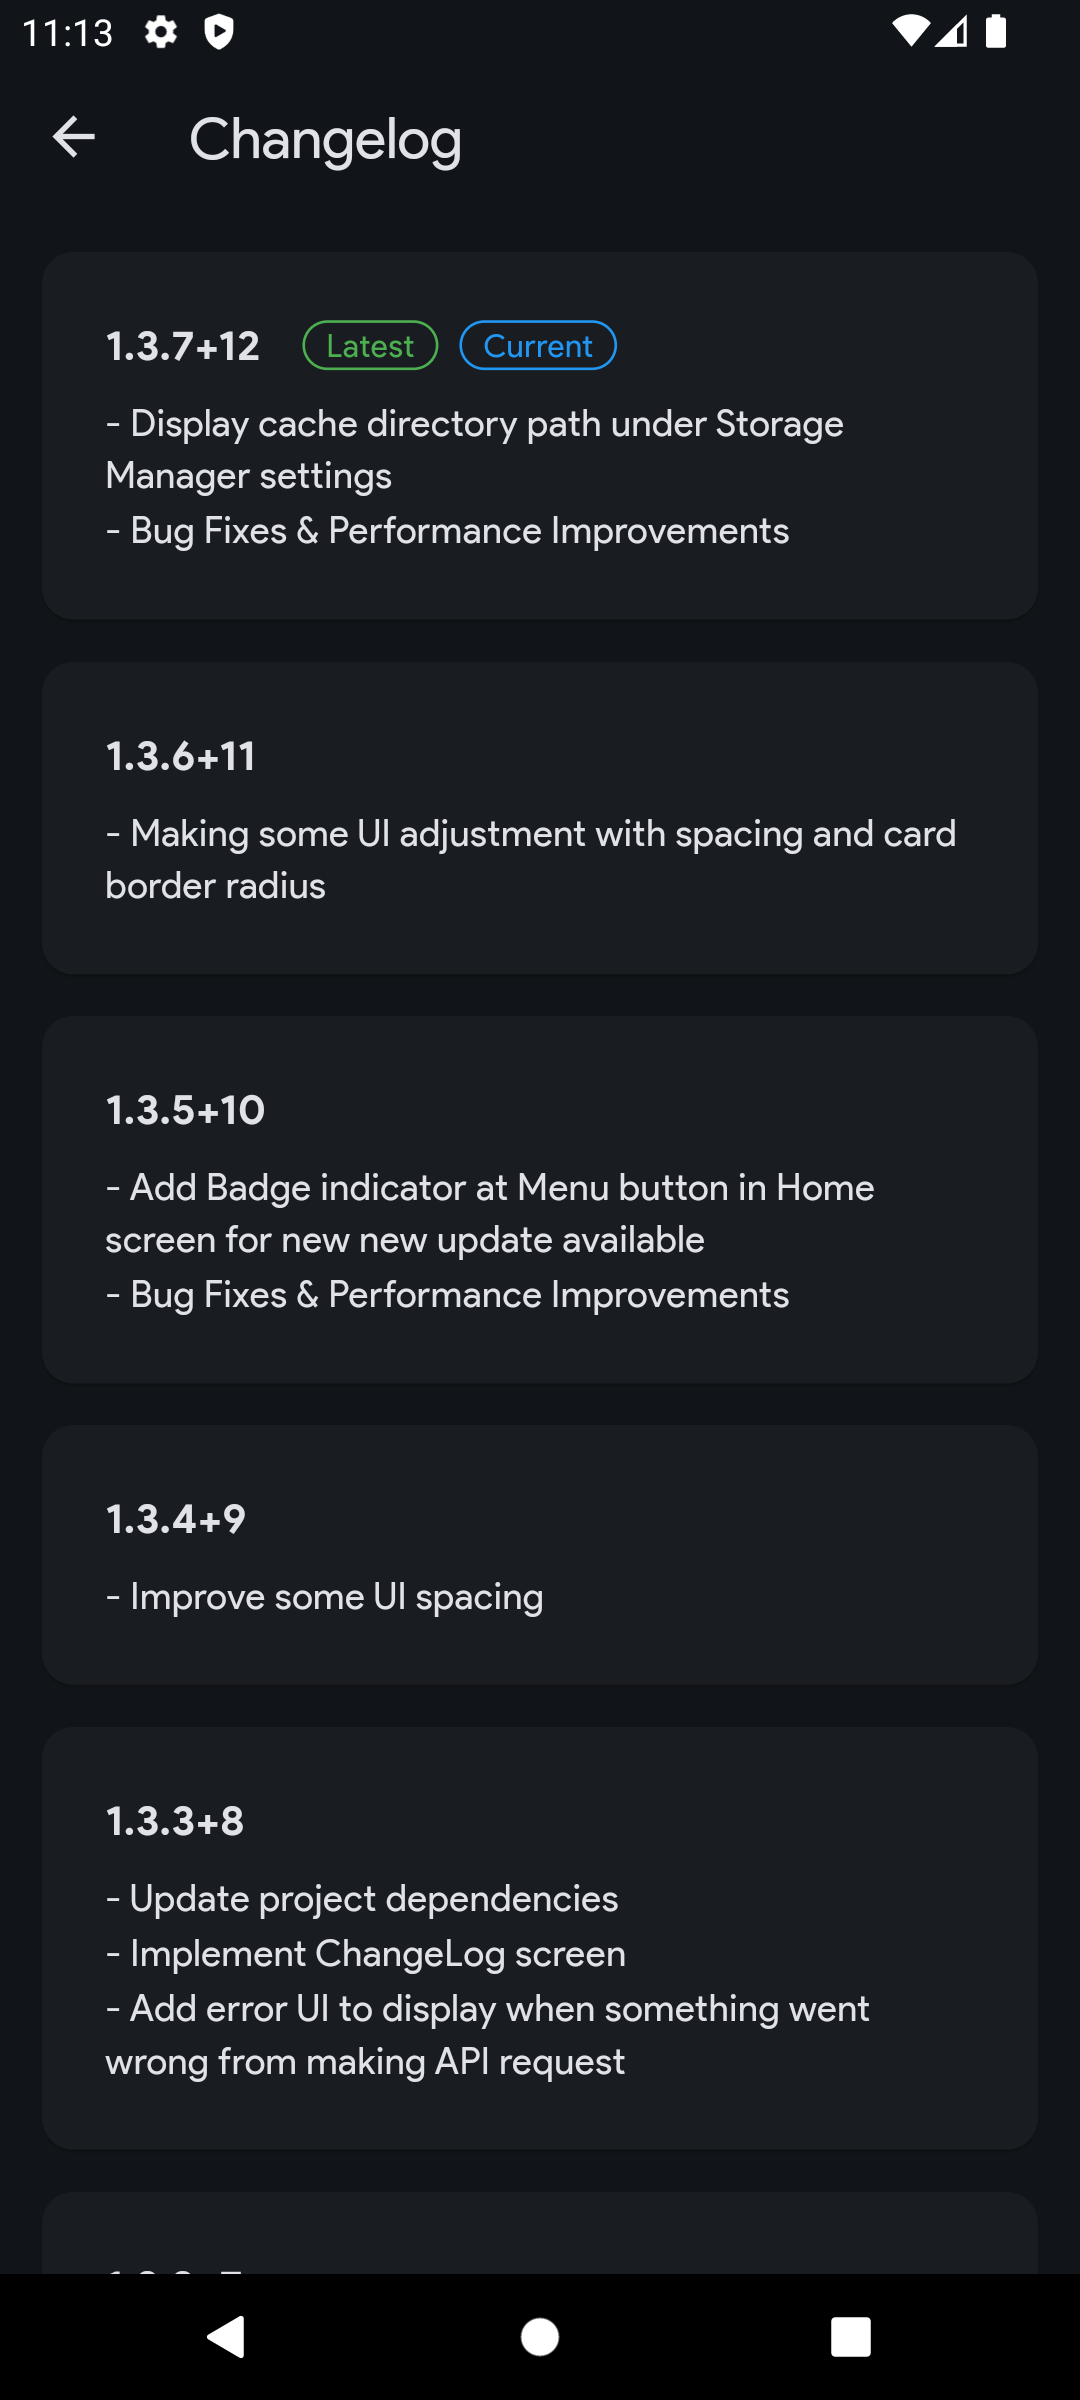 11:13
Changelog
1.3.7+12 Latest Current
- Display cache directory path under Storage
Manager settings
- Bug Fixes & Performance Improvements
1.3.6+11
- Making some UI adjustment with spacing and card
border radius
1.3.5+10
- Add Badge indicator at Menu button in Home
screen for new new update available
- Bug Fixes & Performance Improvements
1.3.4+9
- Improve some UI spacing
1.3.3+8
- Update project dependencies
- Implement ChangeLog screen
- Add error UI to display when something went
wrong from making API request